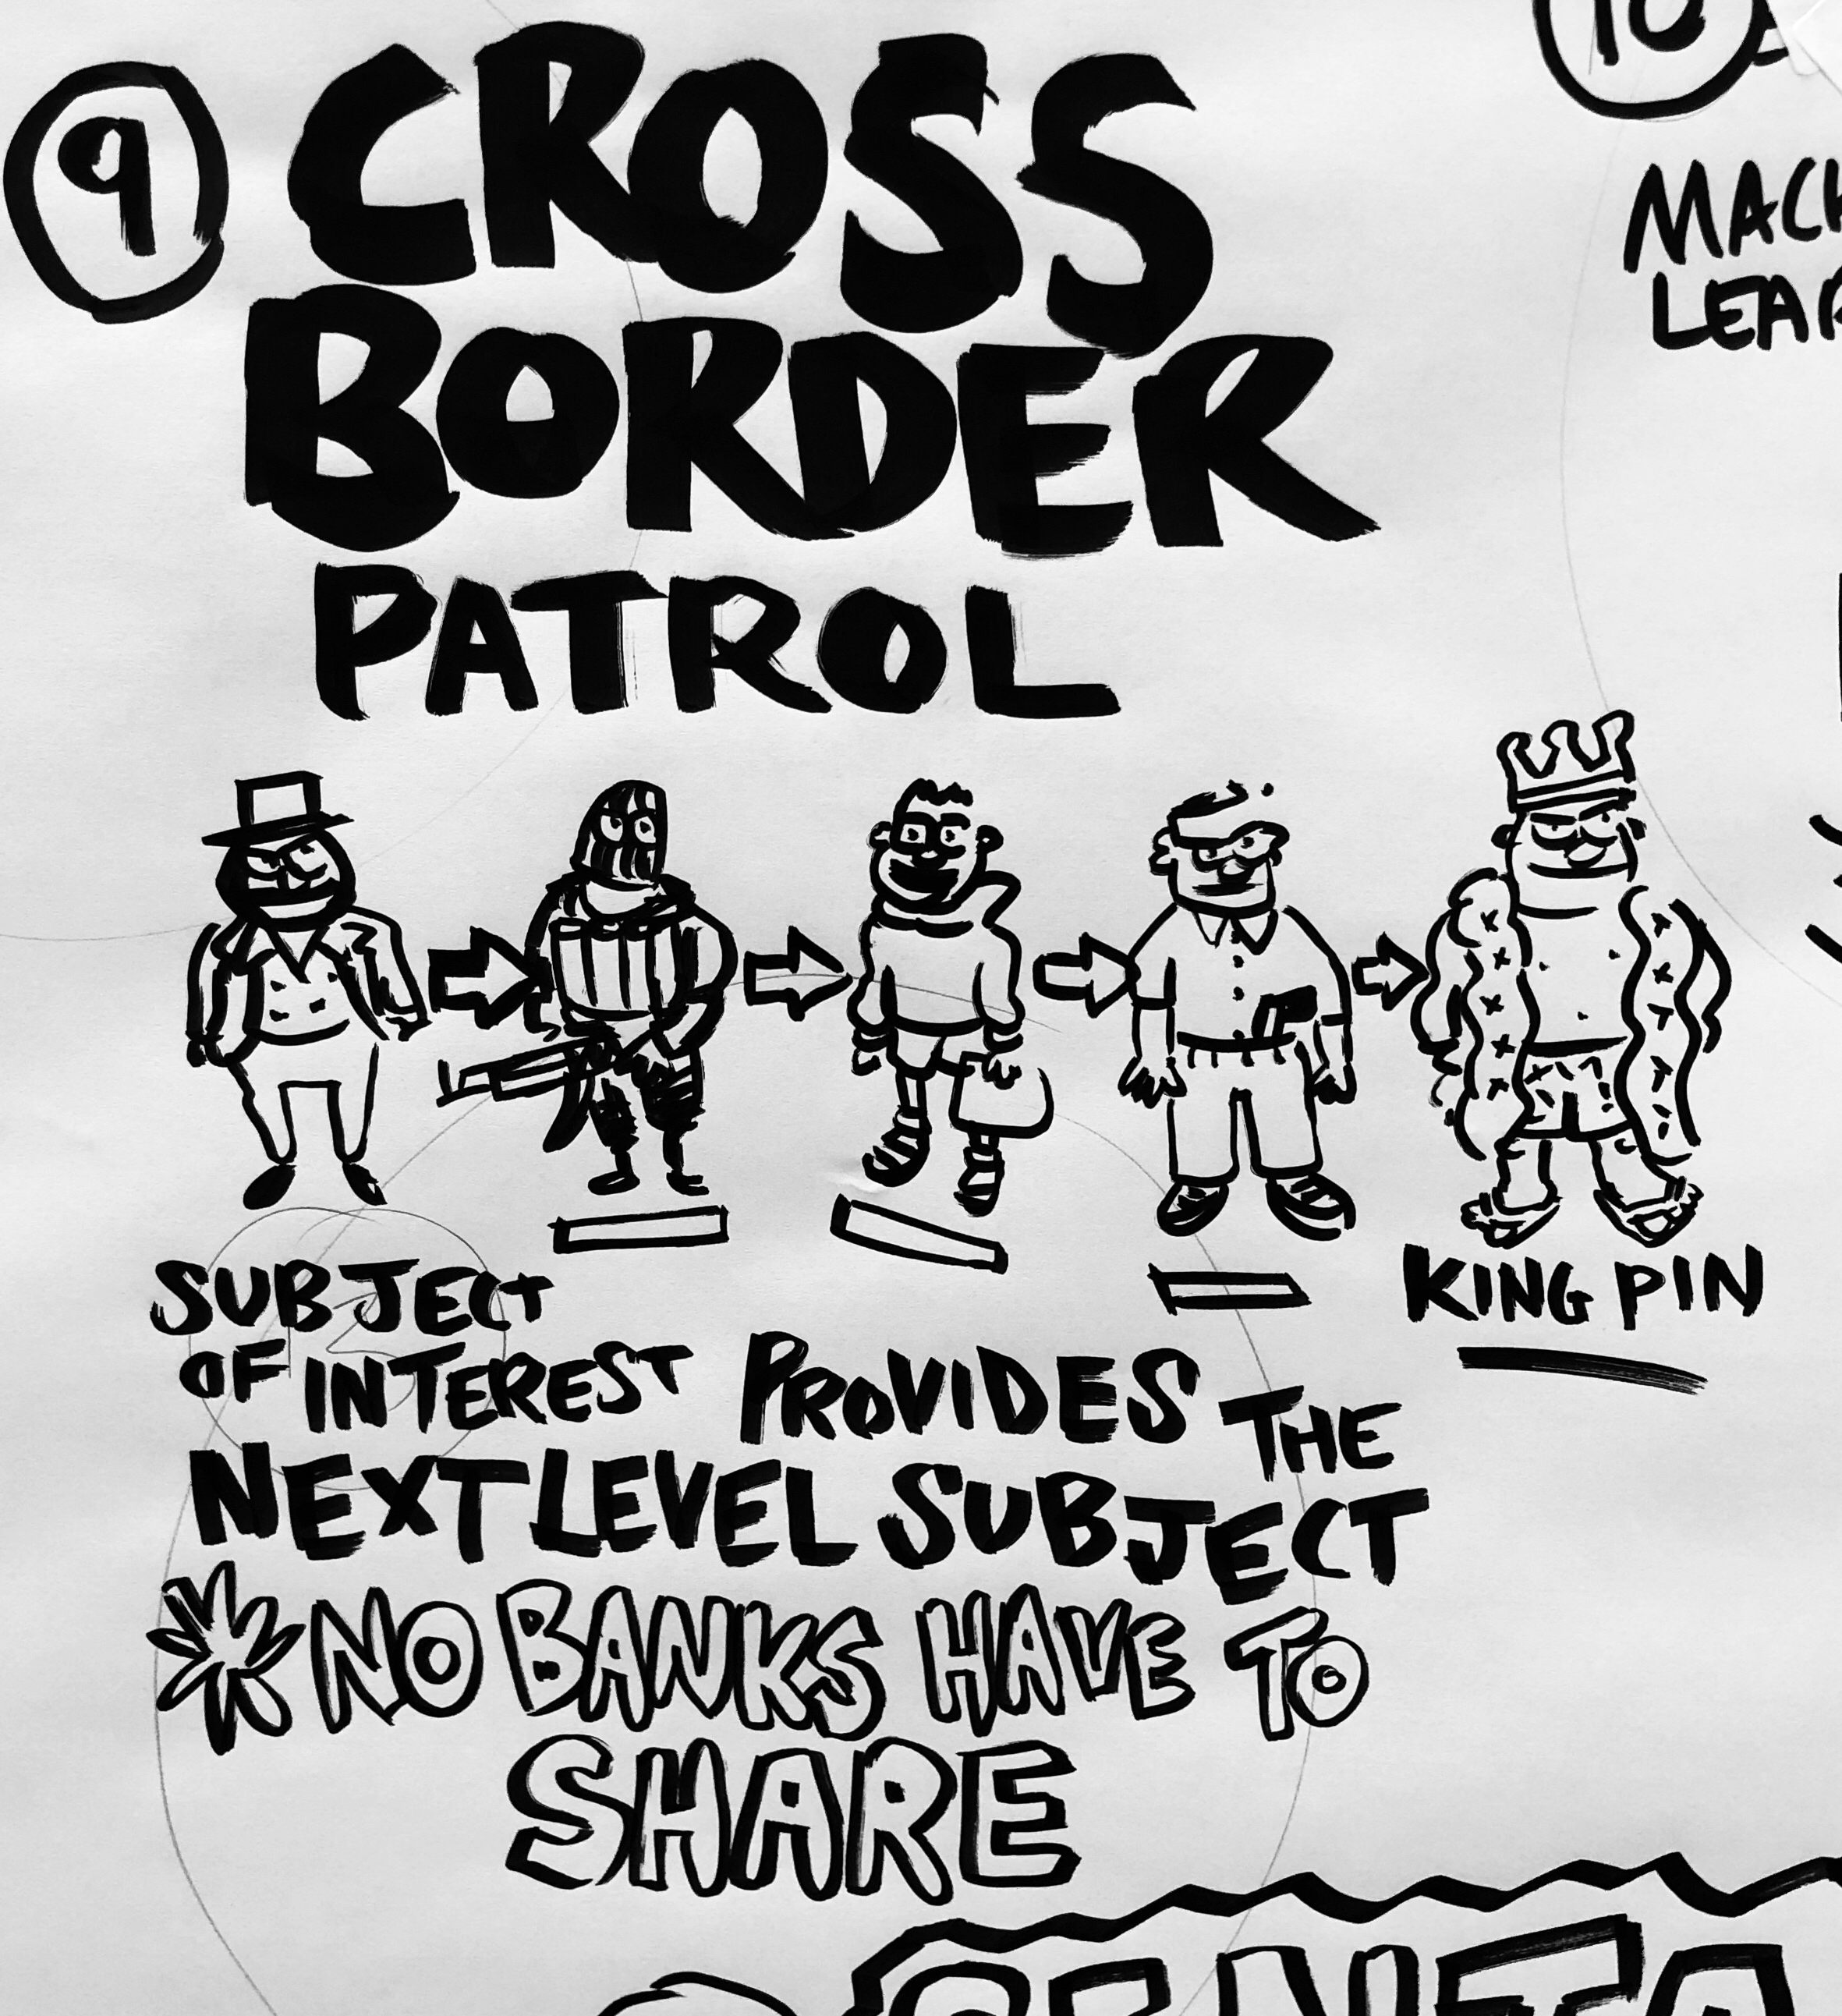 9 CROSS
BORDER
PATROL
10
MACH
LEAR
KING PIN
SUBJECT
OF INTEREST PROVIDES THE
NEXT LEVEL SUBJECT
* NO BANKS HAVE TO
SHARE